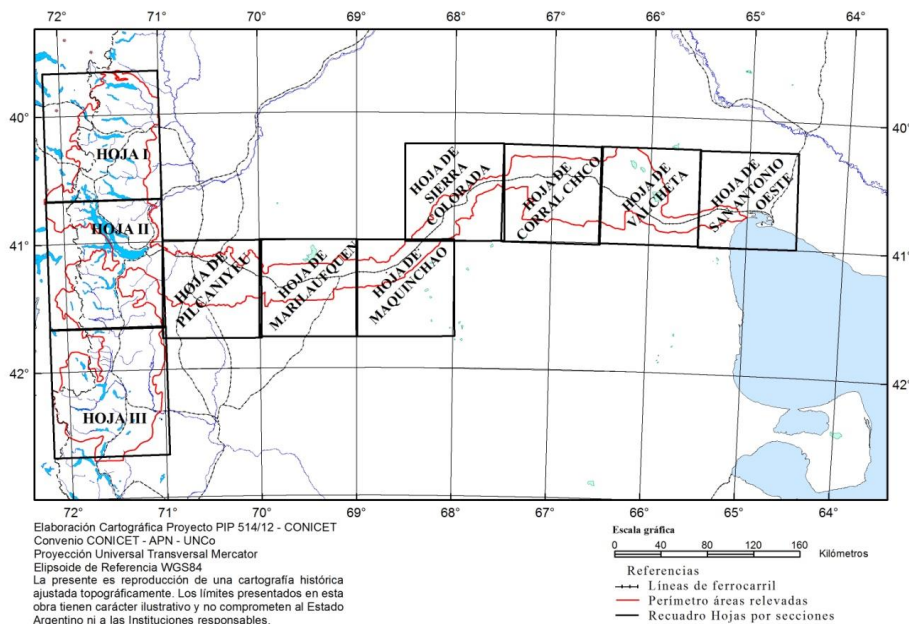 72° 71° 70° 69° 68° 67° 66° 65° 64°
40° 40°
41° 41°
42° 42°
HOJA I
HOJA II
HOJA III
HOJA DE
PILCANIYEU
HOJA DE
MARIL AUFQUEN
HOJA DE
MAQUINCHAO
HOJA DE
SIERRA
COLORADA
HOJA DE
CORRAL CHICO
HOJA DE
VALCHETA
HOJA DE
SAN ANTONIO
OESTE
72° 71° 70° 69° 68° 67° 66° 65° 64°
Elaboración Cartográfica Proyecto PIP 514/12 - CONICET
Convenio CONICET - APN - UNCo
Proyección Universal Transversal Mercator
Elipsoide de Referencia WGS84
La presente es reproducción de una cartografía histórica
ajustada topográficamente. Los límites presentados en esta
obra tienen carácter ilustrativo y no comprometen al Estado
Argentino ni a las Instituciones responsables.
Escala gráfica
0 40 80 120 160
Kilómetros
Referencias
Líneas de ferrocarril
Perímetro áreas relevadas
Recuadro Hojas por secciones